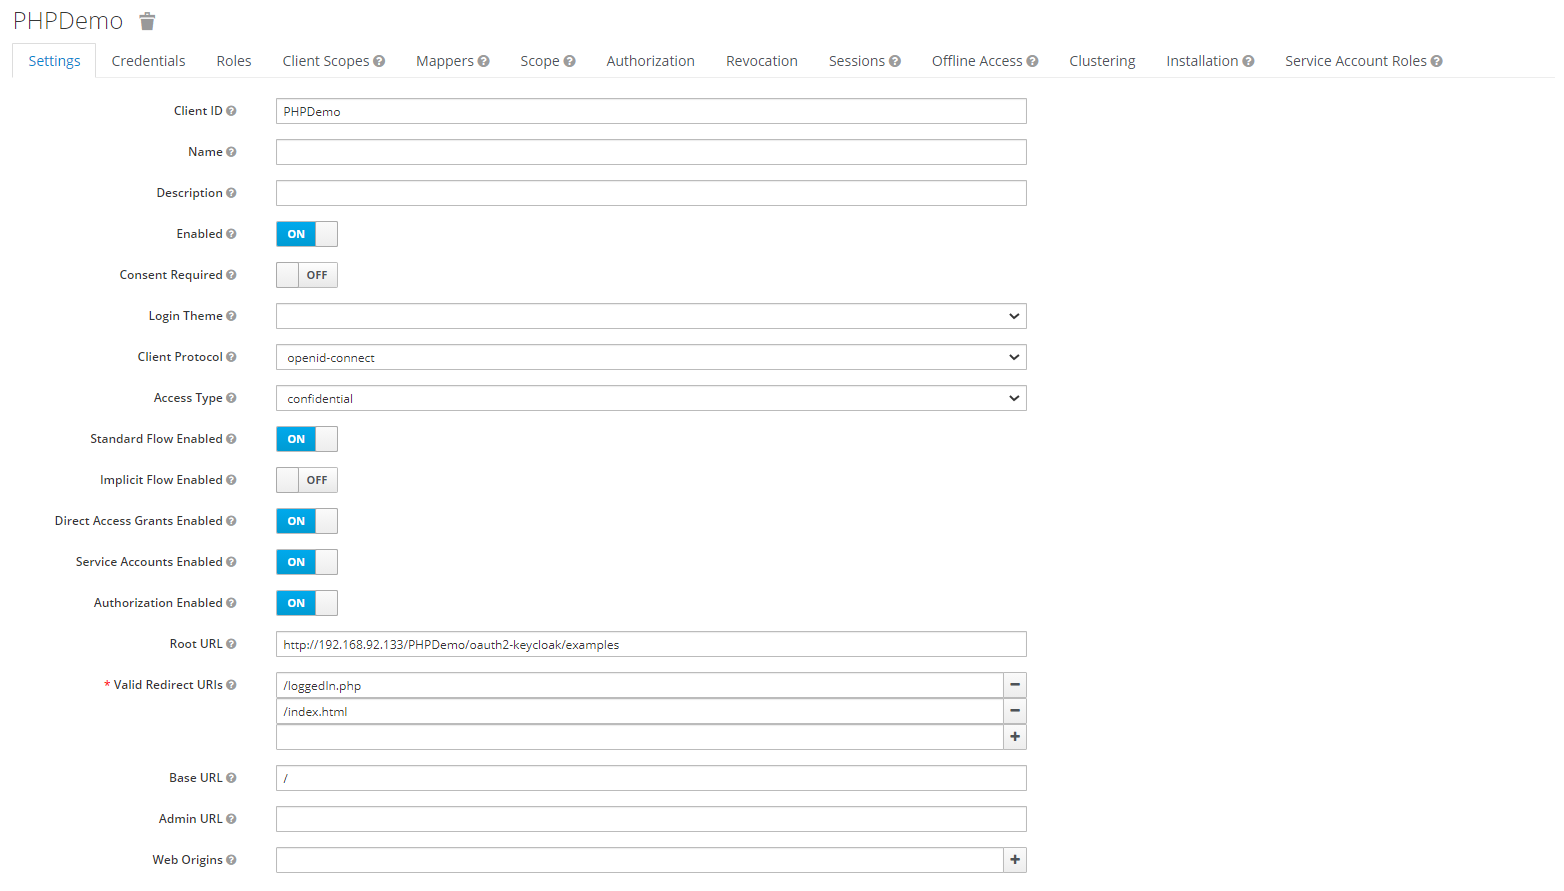 PHPDemo
Settings Credentials Roles Client Scopes Mappers Scope Authorization Revocation Sessions Offline Access Clustering Installation Service Account Roles
Client ID PHPDemo
Name
Description
Enabled ON
Consent Required OFF
Login Theme
Client Protocol openid-connect
Access Type confidential
Standard Flow Enabled ON
Implicit Flow Enabled OFF
Direct Access Grants Enabled ON
Service Accounts Enabled ON
Authorization Enabled ON
Root URL http://192.168.92.133/PHPDemo/oauth2-keycloak/examples
* Valid Redirect URIs /loggedIn.php
/index.html
Base URL /
Admin URL
Web Origins